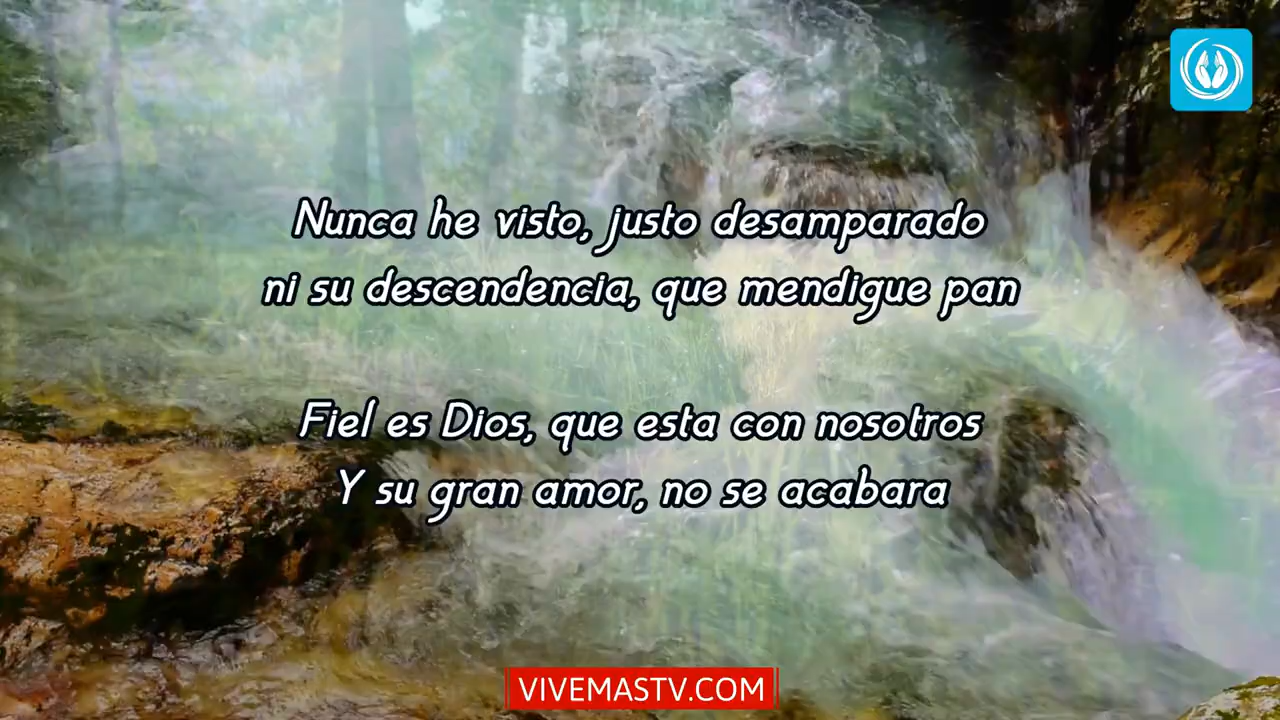 Nunca he visto, justo desamparado
ni su descendencia, que mendigue pan
Fiel es Dios, que esta con nosotros
Y su gran amor, no se acabara
VIVEMASTV.COM